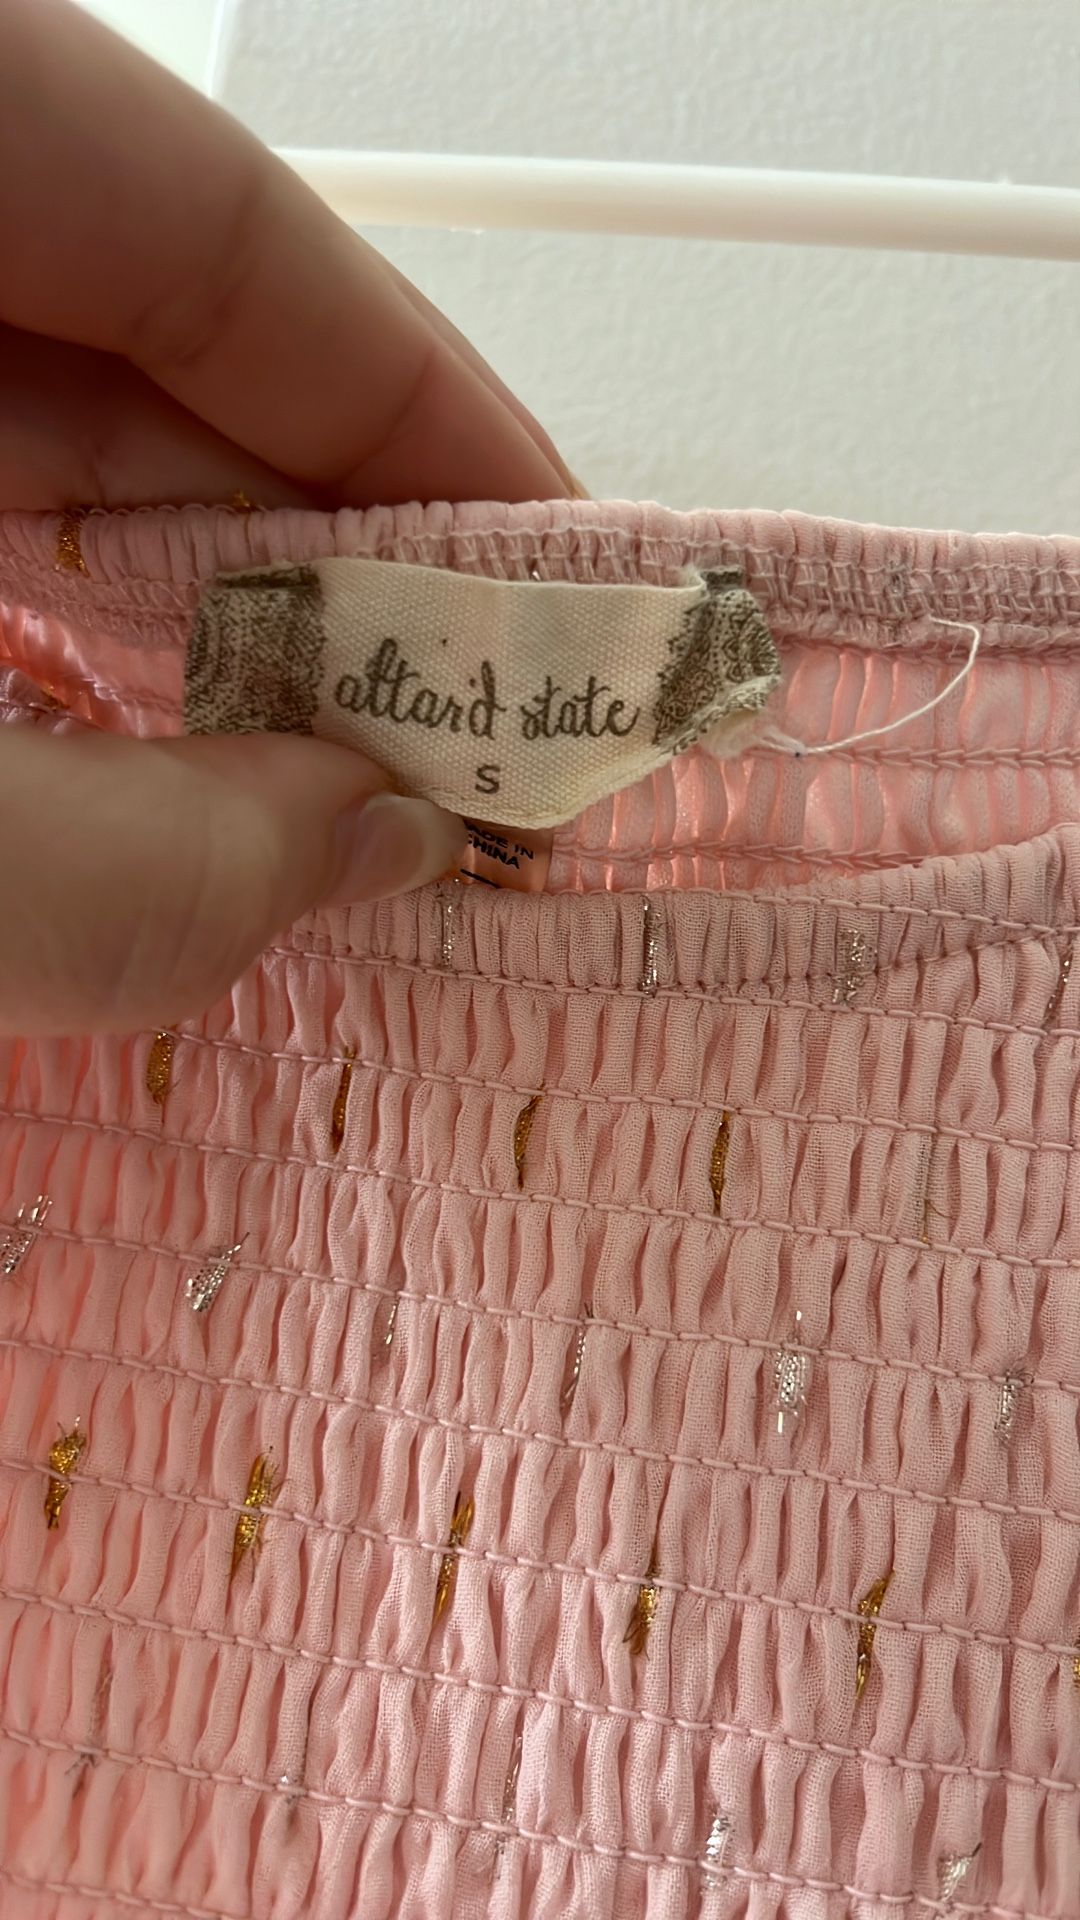 altar'd state
S
MADE IN
CHINA